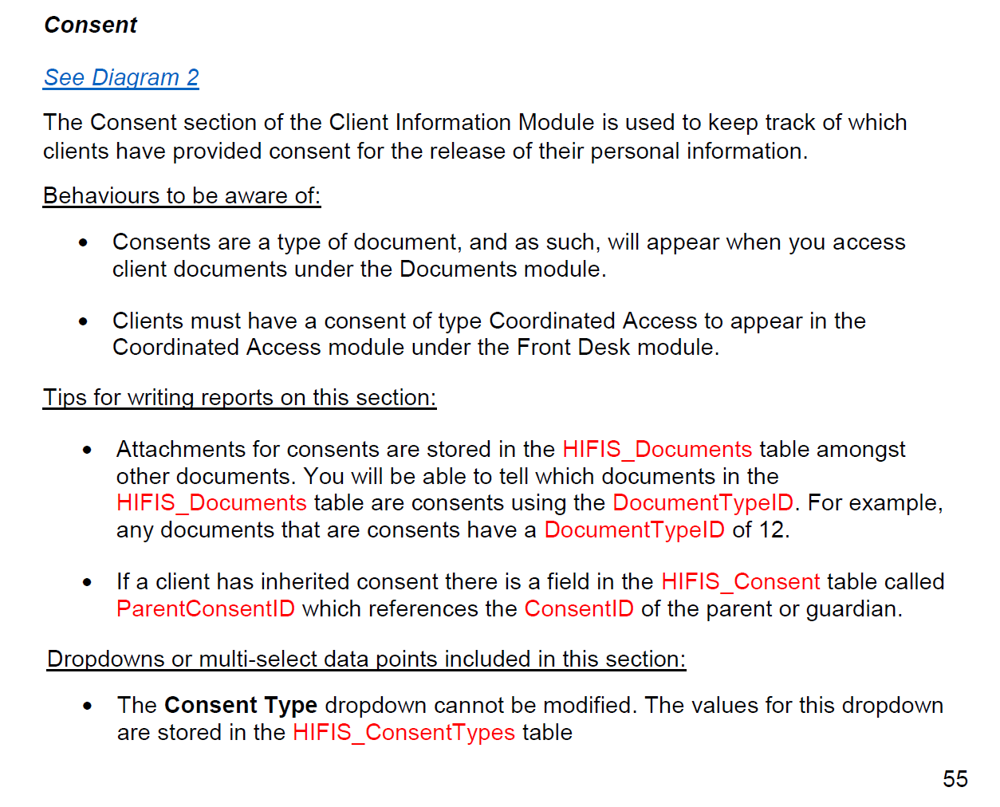 Consent
See Diagram 2
The Consent section of the Client Information Module is used to keep track of which
clients have provided consent for the release of their personal information.
Behaviours to be aware of:
• Consents are a type of document, and as such, will appear when you access
client documents under the Documents module.
• Clients must have a consent of type Coordinated Access to appear in the
Coordinated Access module under the Front Desk module.
Tips for writing reports on this section:
• Attachments for consents are stored in the HIFIS_Documents table amongst
other documents. You will be able to tell which documents in the
HIFIS_Documents table are consents using the DocumentTypeID. For example,
any documents that are consents have a DocumentTypeID of 12.
• If a client has inherited consent there is a field in the HIFIS_Consent table called
ParentConsentID which references the ConsentID of the parent or guardian.
Dropdowns or multi-select data points included in this section:
• The Consent Type dropdown cannot be modified. The values for this dropdown
are stored in the HIFIS_ConsentTypes table
55